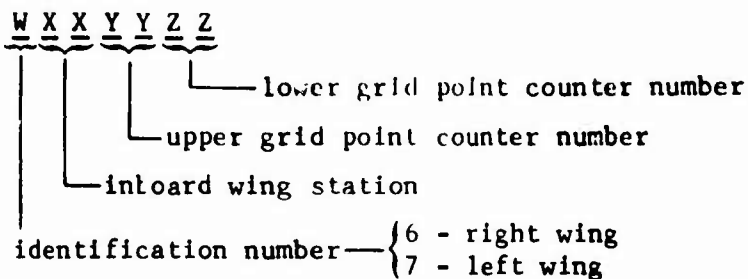 W X X Y Y Z Z
lower grid point counter number
upper grid point counter number
inboard wing station
identification number
6 - right wing
7 - left wing